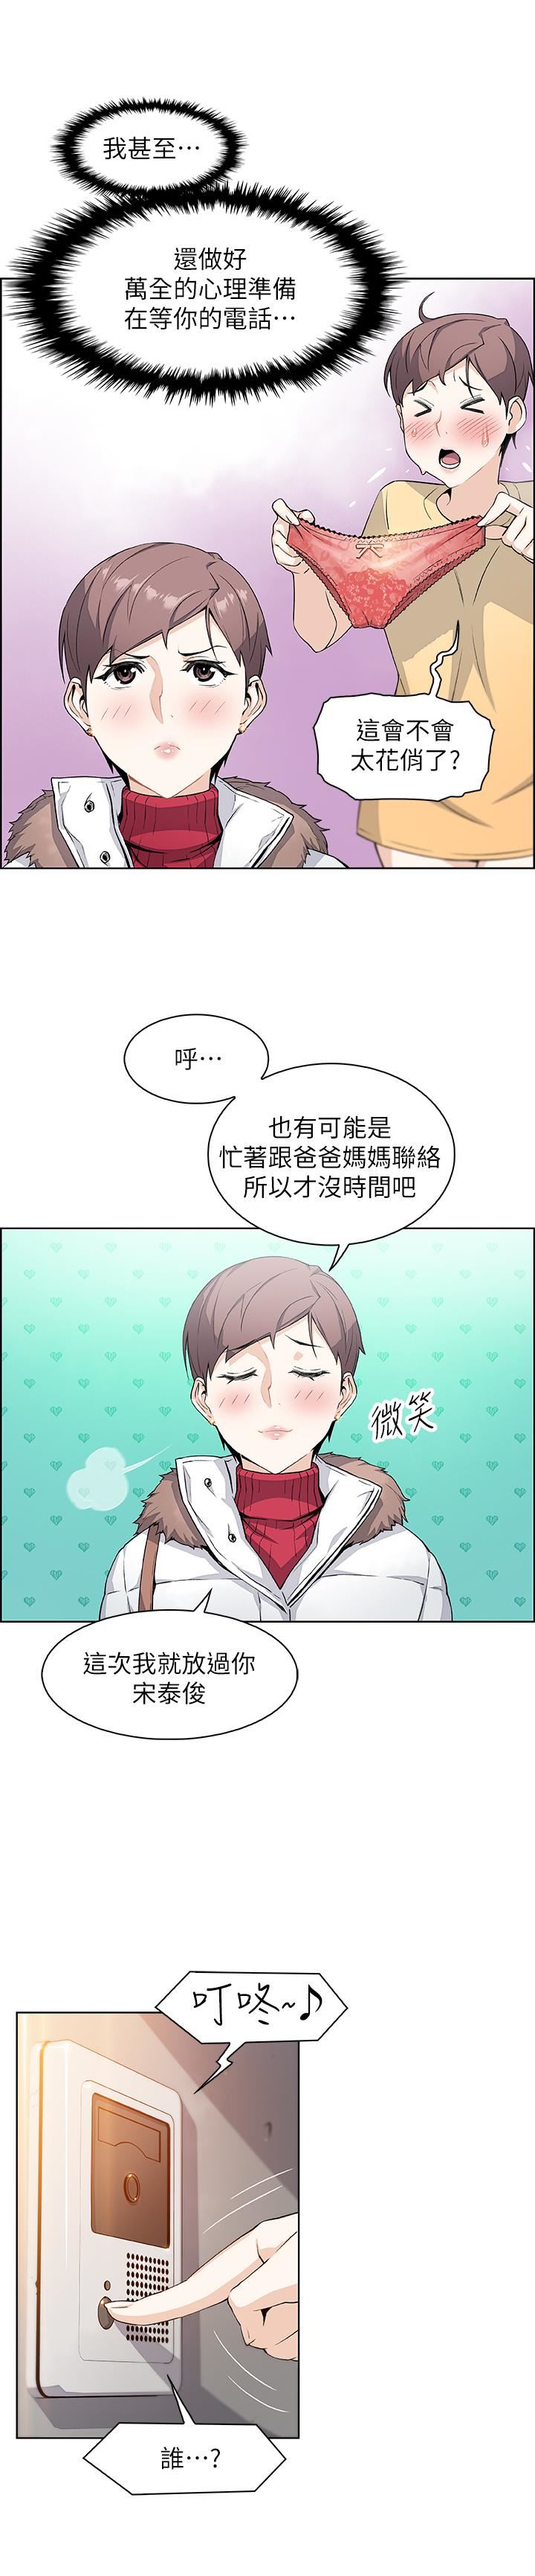 我甚至⋯
還做好
萬全的心理準備
在等你的電話⋯
這會不會
太花俏了?
呼⋯
也有可能是
忙著跟爸爸媽媽聯絡
所以才沒時間吧
微笑
這次我就放過你
宋泰俊
叮咚~♪
誰⋯?